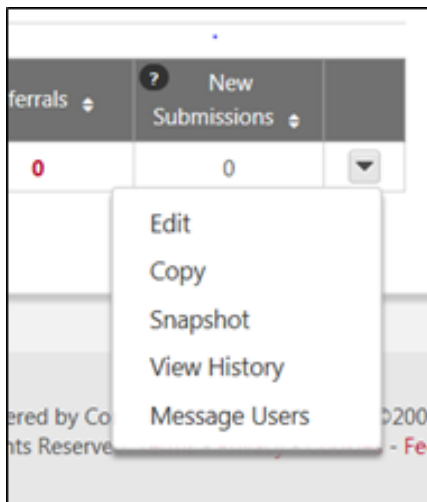 ferrals
? New
Submissions
0 0
Edit
Copy
Snapshot
View History
Message Users
ered by Co ©200
nts Reserve - Fe